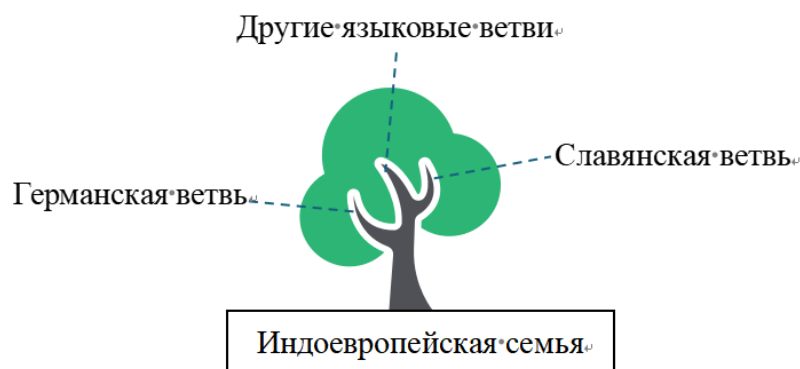 Другие языковые ветви
Славянская ветвь
Германская ветвь
Индоевропейская семья